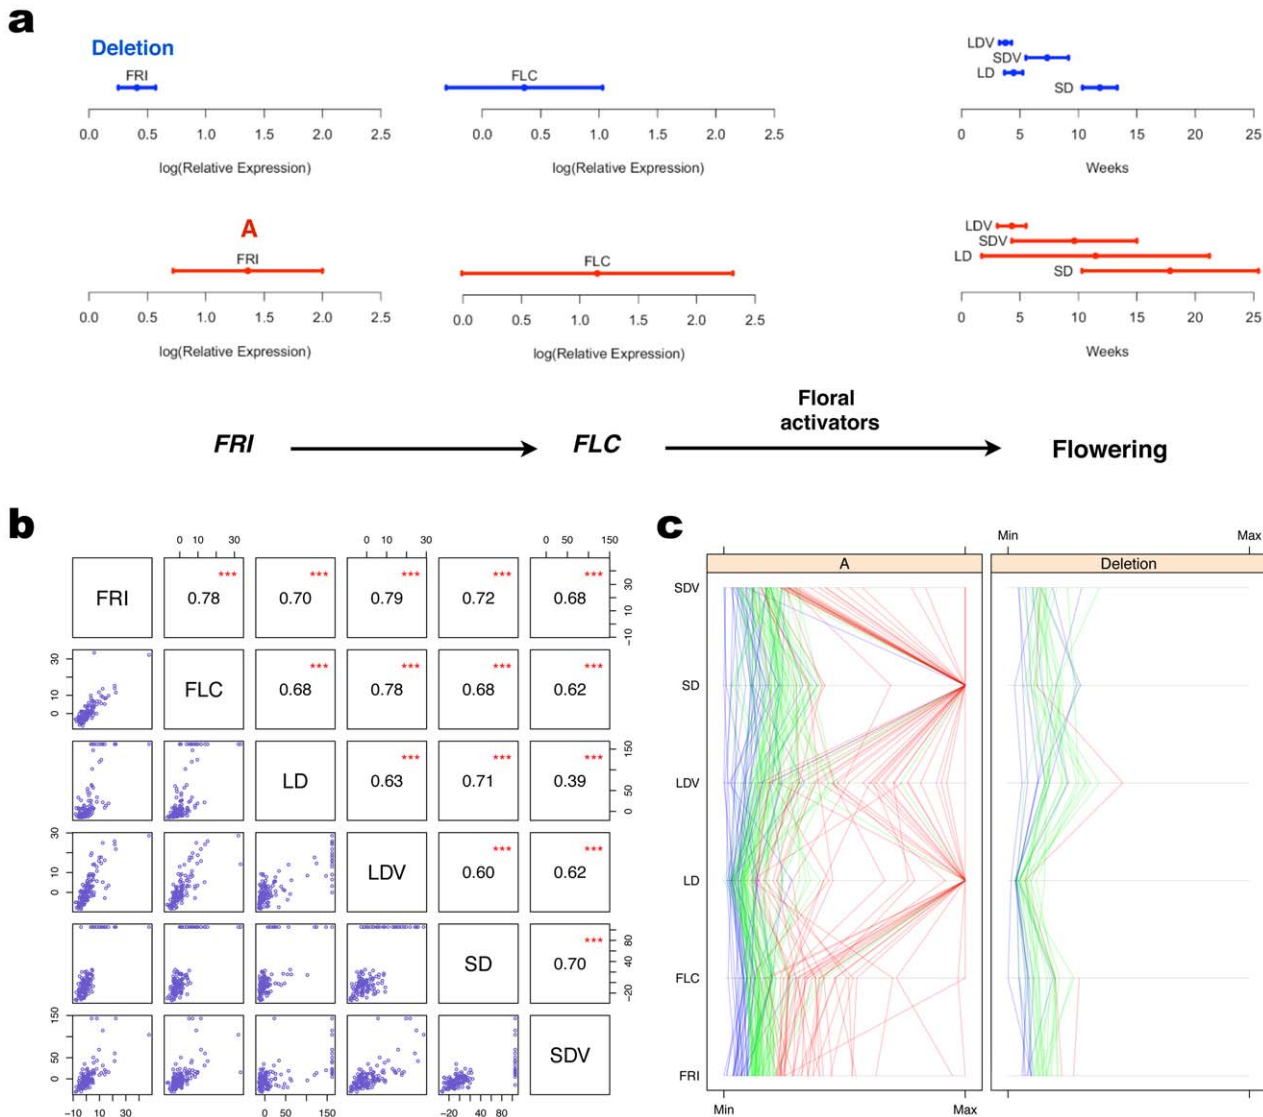 a
Deletion
FRI
0.0 0.5 1.0 1.5 2.0 2.5
log(Relative Expression)
FLC
0.0 0.5 1.0 1.5 2.0 2.5
log(Relative Expression)
LDV
SDV
LD
SD
0 5 10 15 20 25
Weeks
A
FRI
0.0 0.5 1.0 1.5 2.0 2.5
log(Relative Expression)
FLC
0.0 0.5 1.0 1.5 2.0 2.5
log(Relative Expression)
LDV
SDV
LD
SD
0 5 10 15 20 25
Weeks
FRI
FLC
Floral
activators
Flowering
b
0 10 30
0 10 30
0 50 150
FRI
*** 0.78
*** 0.70
*** 0.79
*** 0.72
*** 0.68
-10 10 30
0 10 30
FLC
*** 0.68
*** 0.78
*** 0.68
*** 0.62
LD
*** 0.63
*** 0.71
*** 0.39
0 50 150
0 10 30
LDV
*** 0.60
*** 0.62
SD
*** 0.70
-20 40 80
0 50 150
SDV
-10 10 30
0 50 150
-20 40 80
c
Min Max
A
Deletion
SDV
SD
LDV
LD
FLC
FRI
Min Max